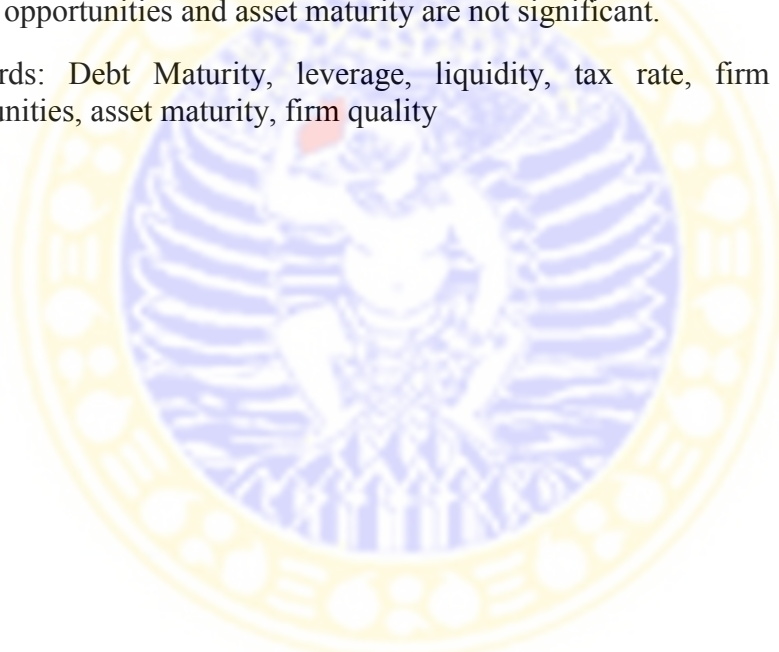 opportunities and asset maturity are not significant.
rds: Debt Maturity, leverage, liquidity, tax rate, firm
nities, asset maturity, firm quality